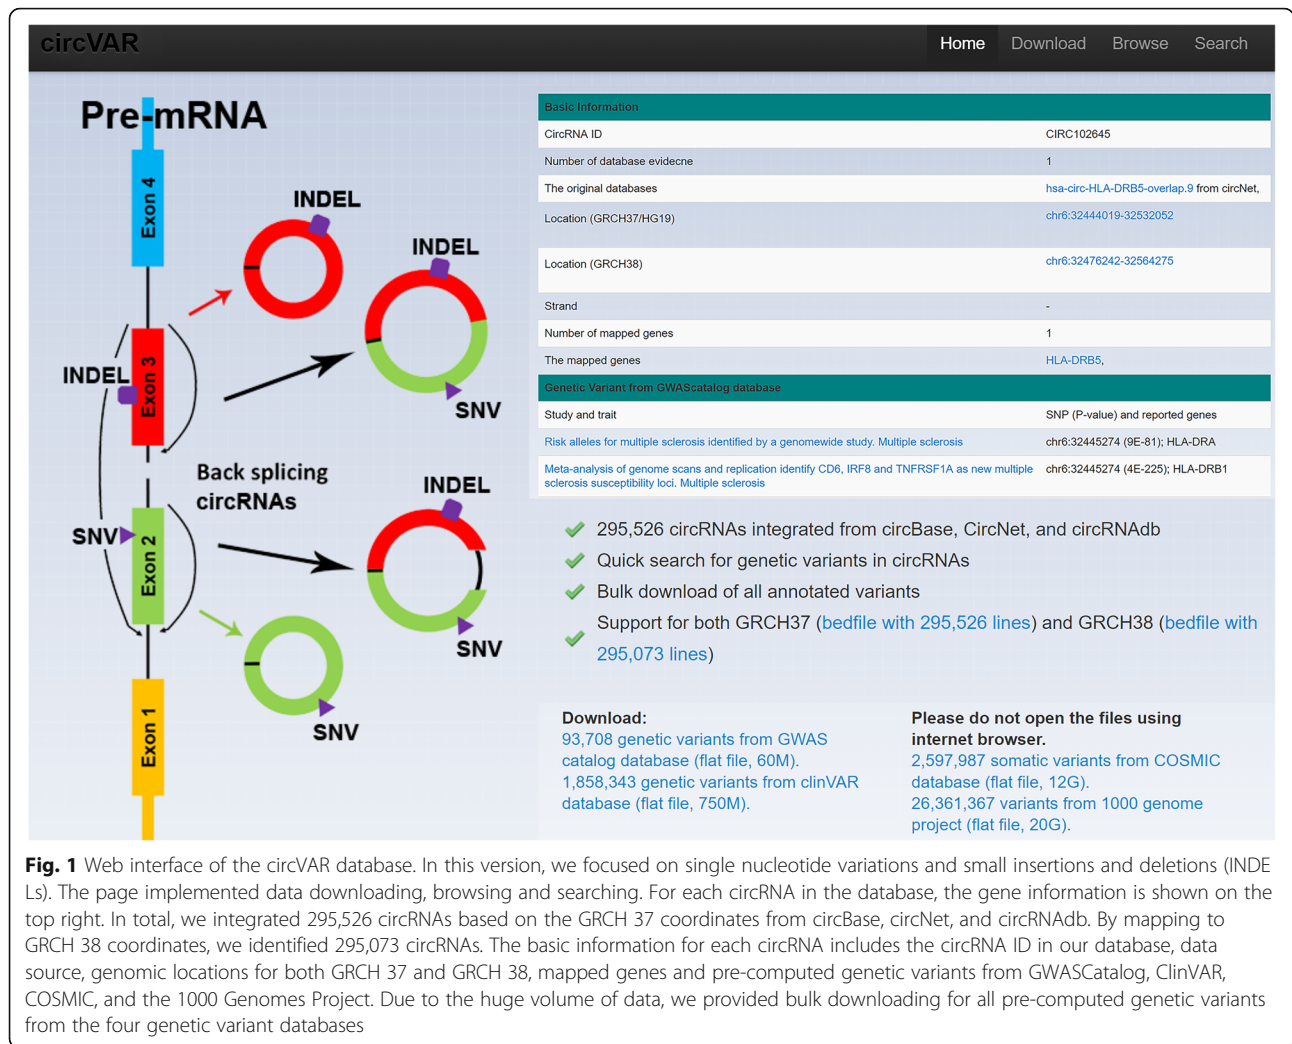 circVAR
Home Download Browse Search
Pre-mRNA
Exon 4
INDEL
INDEL
Exon 3
INDEL
SNV
Back splicing
circRNAs
INDEL
SNV
Exon 2
SNV
SNV
Exon 1
Basic Information
CircRNA ID CIRC102645
Number of database evidecne 1
The original databases hsa-circ-HLA-DRB5-overlap.9 from circNet,
Location (GRCH37/HG19) chr6:32444019-32532052
Location (GRCH38) chr6:32476242-32564275
Strand -
Number of mapped genes 1
The mapped genes HLA-DRB5,
Genetic Variant from GWAScatalog database
Study and trait SNP (P-value) and reported genes
Risk alleles for multiple sclerosis identified by a genomewide study. Multiple sclerosis chr6:32445274 (9E-81); HLA-DRA
Meta-analysis of genome scans and replication identify CD6, IRF8 and TNFRSF1A as new multiple chr6:32445274 (4E-225); HLA-DRB1
sclerosis susceptibility loci. Multiple sclerosis
295,526 circRNAs integrated from circBase, CircNet, and circRNAdb
Quick search for genetic variants in circRNAs
Bulk download of all annotated variants
Support for both GRCH37 (bedfile with 295,526 lines) and GRCH38 (bedfile with
295,073 lines)
Download:
93,708 genetic variants from GWAS
catalog database (flat file, 60M).
1,858,343 genetic variants from clinVAR
database (flat file, 750M).
Please do not open the files using
internet browser.
2,597,987 somatic variants from COSMIC
database (flat file, 12G).
26,361,367 variants from 1000 genome
project (flat file, 20G).
Fig. 1 Web interface of the circVAR database. In this version, we focused on single nucleotide variations and small insertions and deletions (INDE
Ls). The page implemented data downloading, browsing and searching. For each circRNA in the database, the gene information is shown on the
top right. In total, we integrated 295,526 circRNAs based on the GRCH 37 coordinates from circBase, circNet, and circRNAdb. By mapping to
GRCH 38 coordinates, we identified 295,073 circRNAs. The basic information for each circRNA includes the circRNA ID in our database, data
source, genomic locations for both GRCH 37 and GRCH 38, mapped genes and pre-computed genetic variants from GWASCatalog, ClinVAR,
COSMIC, and the 1000 Genomes Project. Due to the huge volume of data, we provided bulk downloading for all pre-computed genetic variants
from the four genetic variant databases